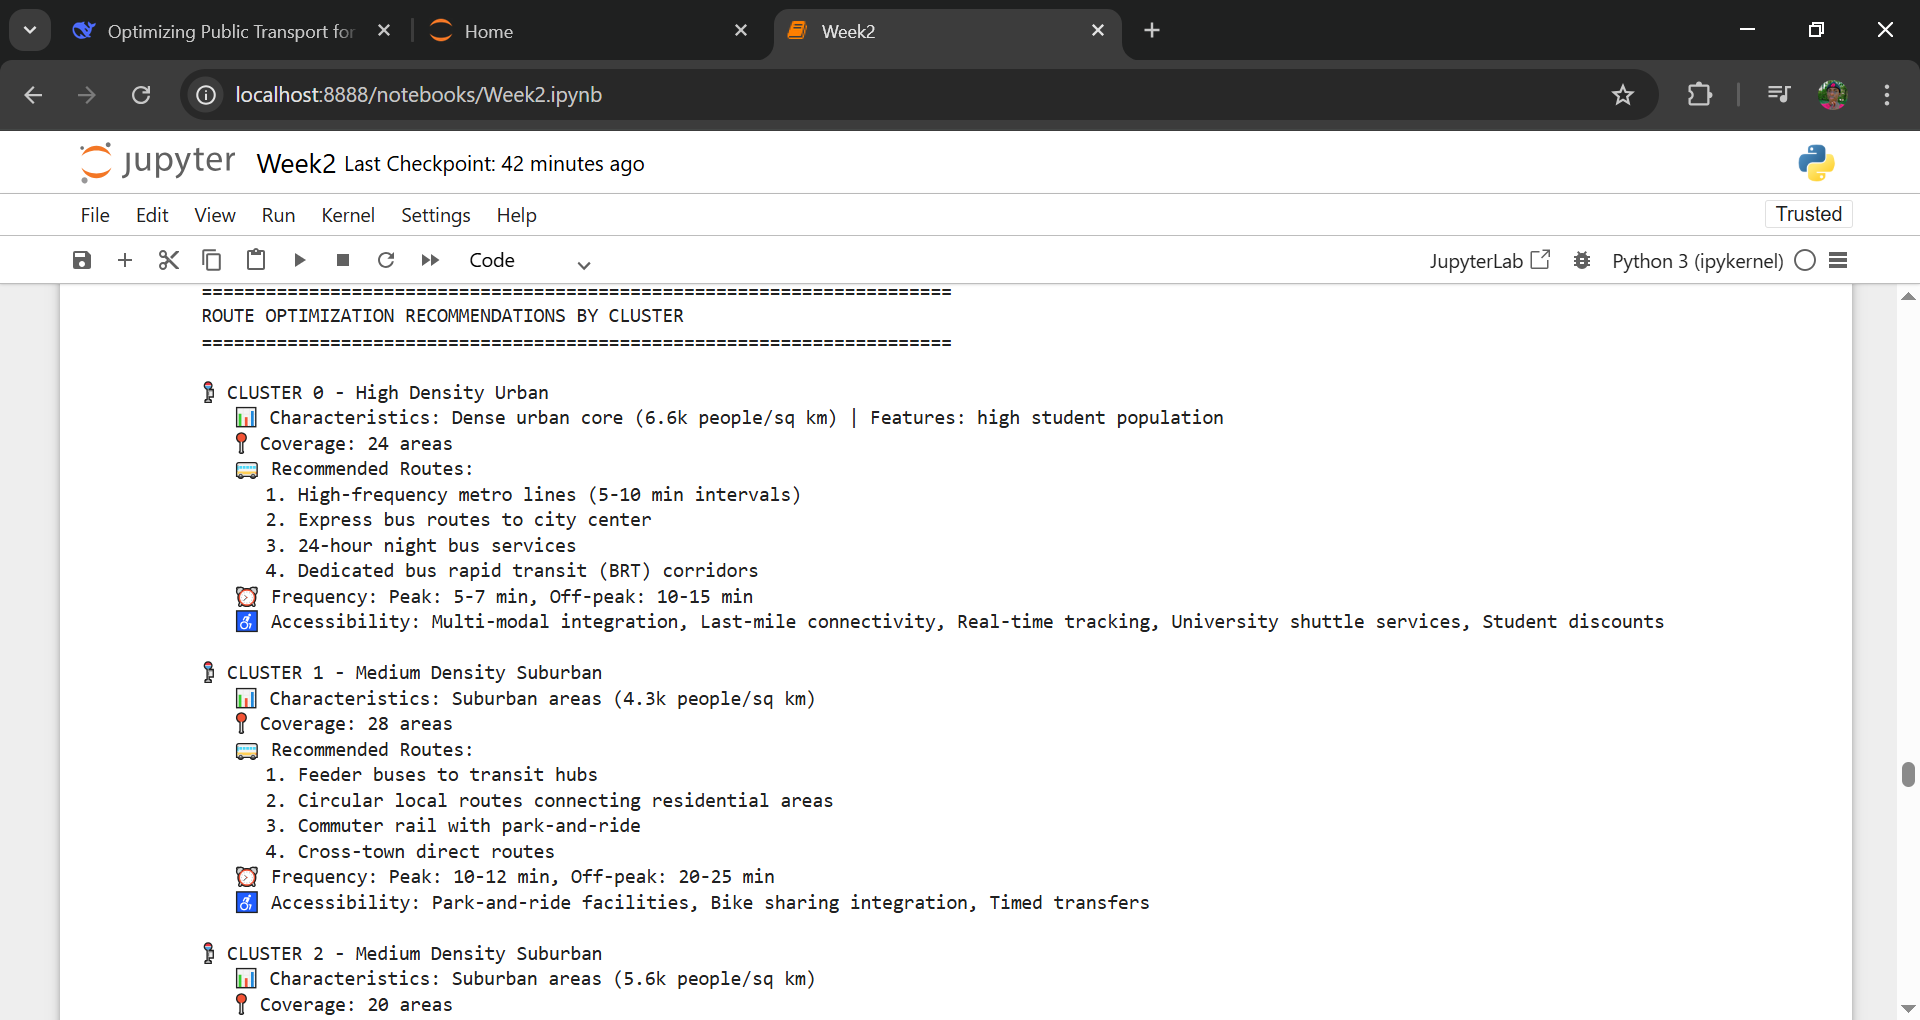 Optimizing Public Transport for
Home
Week2
localhost:8888/notebooks/Week2.ipynb
jupyter Week2 Last Checkpoint: 42 minutes ago
File Edit View Run Kernel Settings Help
Trusted
Code
JupyterLab
Python 3 (ipykernel)
======================================================================
ROUTE OPTIMIZATION RECOMMENDATIONS BY CLUSTER
======================================================================
🚏 CLUSTER 0 - High Density Urban
📊 Characteristics: Dense urban core (6.6k people/sq km) | Features: high student population
📍 Coverage: 24 areas
🚌 Recommended Routes:
1. High-frequency metro lines (5-10 min intervals)
2. Express bus routes to city center
3. 24-hour night bus services
4. Dedicated bus rapid transit (BRT) corridors
⏰ Frequency: Peak: 5-7 min, Off-peak: 10-15 min
♿ Accessibility: Multi-modal integration, Last-mile connectivity, Real-time tracking, University shuttle services, Student discounts
🚏 CLUSTER 1 - Medium Density Suburban
📊 Characteristics: Suburban areas (4.3k people/sq km)
📍 Coverage: 28 areas
🚌 Recommended Routes:
1. Feeder buses to transit hubs
2. Circular local routes connecting residential areas
3. Commuter rail with park-and-ride
4. Cross-town direct routes
⏰ Frequency: Peak: 10-12 min, Off-peak: 20-25 min
♿ Accessibility: Park-and-ride facilities, Bike sharing integration, Timed transfers
🚏 CLUSTER 2 - Medium Density Suburban
📊 Characteristics: Suburban areas (5.6k people/sq km)
📍 Coverage: 20 areas